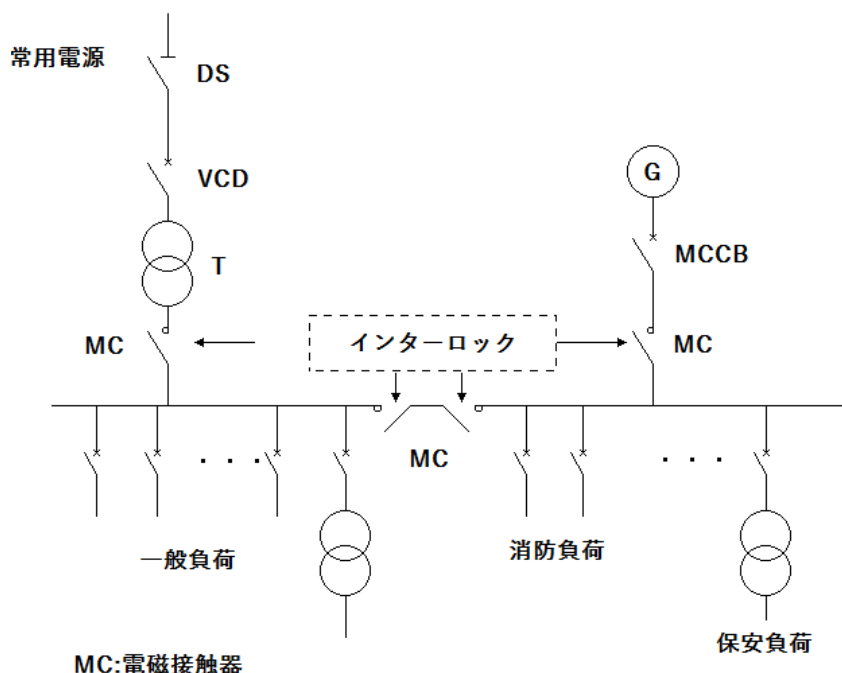 常用電源
DS
VCD
G
T
MCCB
MC
インターロック
MC
MC
一般負荷
消防負荷
保安負荷
MC:電磁接触器